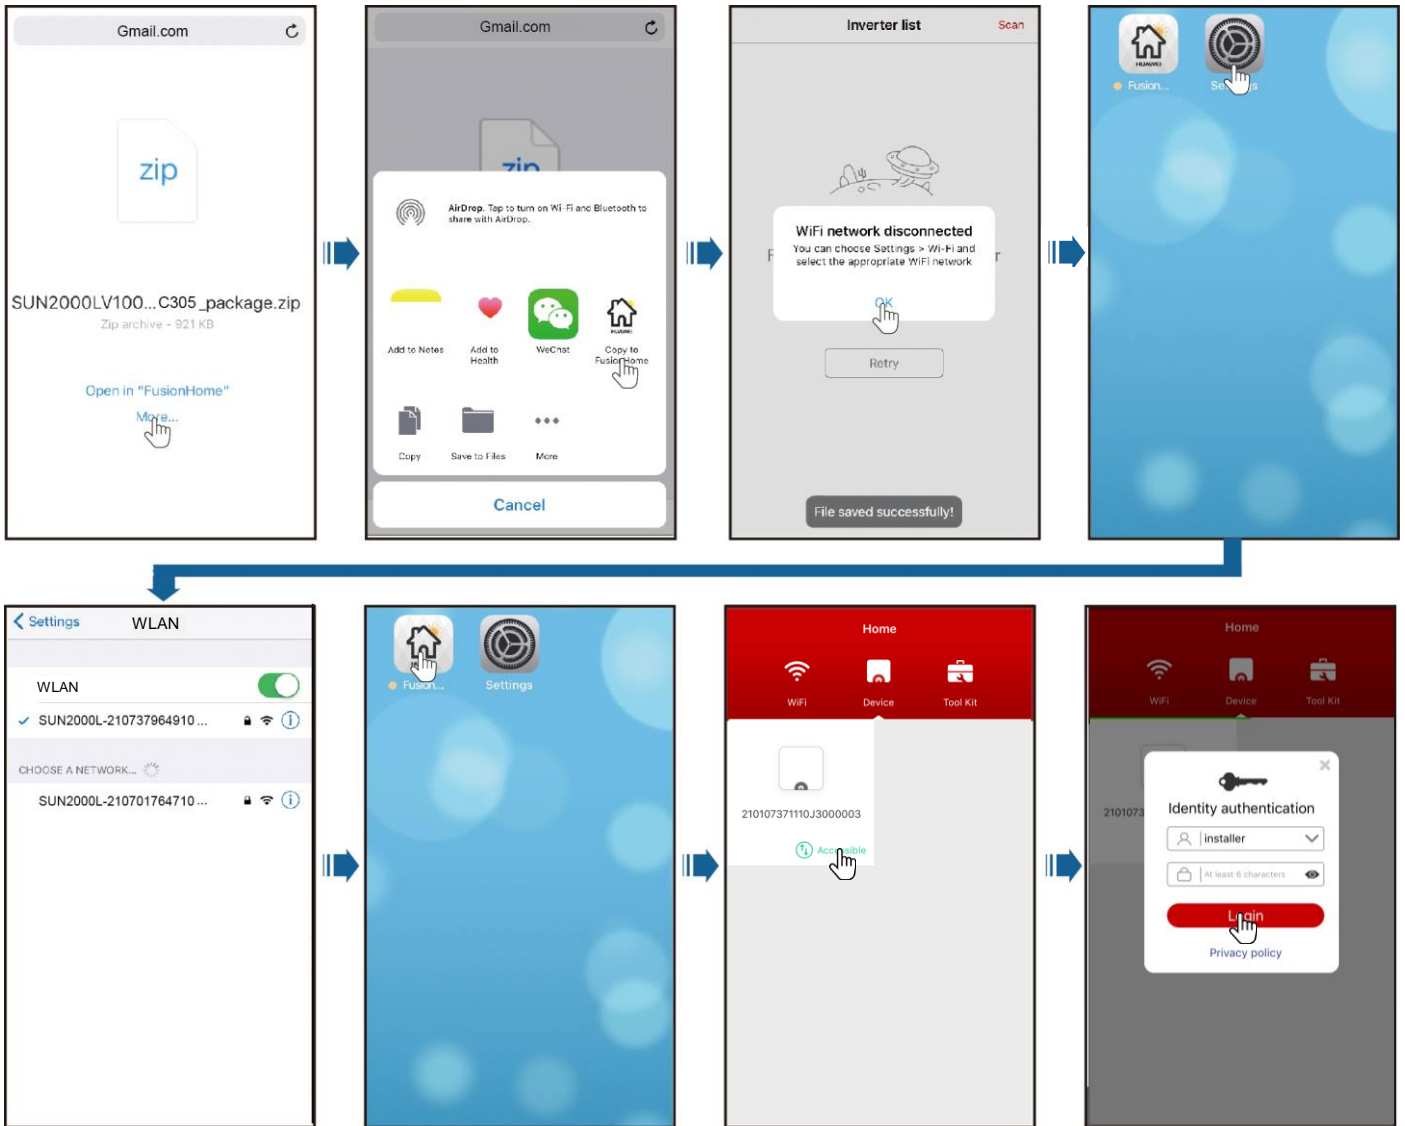 Gmail.com
zip
SUN2000LV100...C305_package.zip
Zip archive - 921 KB
Open in "FusionHome"
More...
Gmail.com
zip
AirDrop. Tap to turn on Wi-Fi and Bluetooth to
share with AirDrop.
Add to Notes
Add to
Health
WeChat
HUAWEI
Copy to
FusionHome
Copy
Save to Files
More
Cancel
Inverter list
Scan
WiFi network disconnected
You can choose Settings > Wi-Fi and
select the appropriate WiFi network
OK
Retry
File saved successfully!
HUAWEI
Fusion...
Settings
Settings
WLAN
WLAN
SUN2000L-210737964910...
CHOOSE A NETWORK...
SUN2000L-210701764710...
Fusion...
Settings
Home
WiFi
Device
Tool Kit
210107371110J3000003
Accessible
Home
WiFi
Device
Tool Kit
2101073
Identity authentication
installer
At least 6 characters
Login
Privacy policy